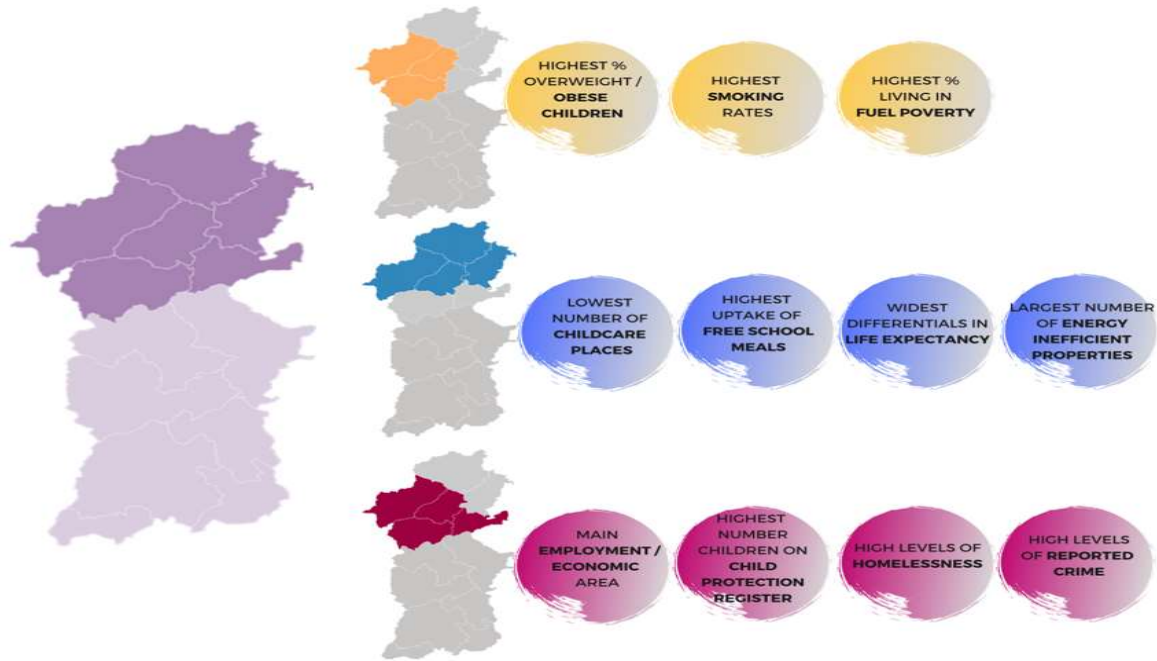 HIGHEST %
OVERWEIGHT /
OBESE
CHILDREN
HIGHEST
SMOKING
RATES
HIGHEST %
LIVING IN
FUEL POVERTY
LOWEST
NUMBER OF
CHILDCARE
PLACES
HIGHEST
UPTAKE OF
FREE SCHOOL
MEALS
WIDEST
DIFFERENTIALS IN
LIFE EXPECTANCY
LARGEST NUMBER
OF ENERGY
INEFFICIENT
PROPERTIES
MAIN
EMPLOYMENT /
ECONOMIC
AREA
HIGHEST
NUMBER
CHILDREN ON
CHILD
PROTECTION
REGISTER
HIGH LEVELS OF
HOMELESSNESS
HIGH LEVELS
OF REPORTED
CRIME